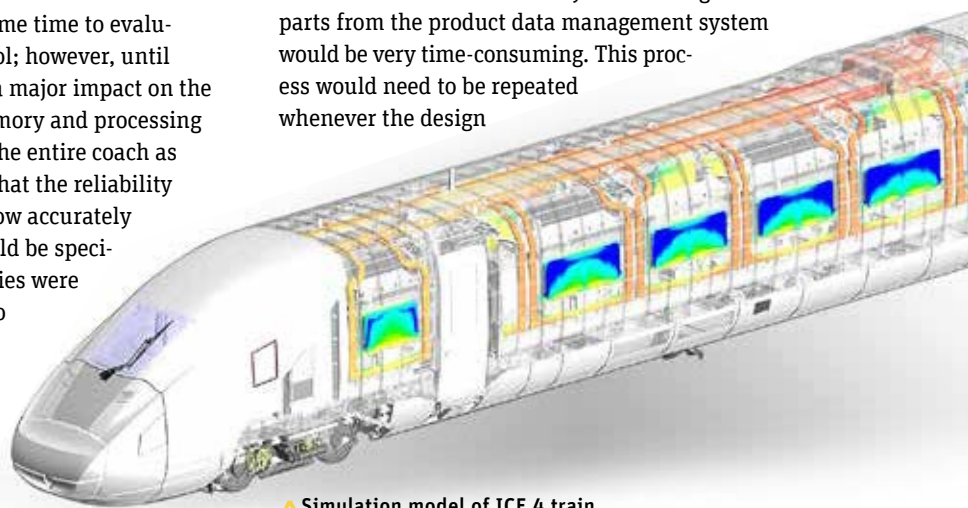 me time to evalu-
ol; however, until
major impact on the
mory and processing
he entire coach as
hat the reliability
ow accurately
ld be speci-
ies were
parts from the product data management system
would be very time-consuming. This proc-
ess would need to be repeated
whenever the design
Simulation model of ICE 4 train